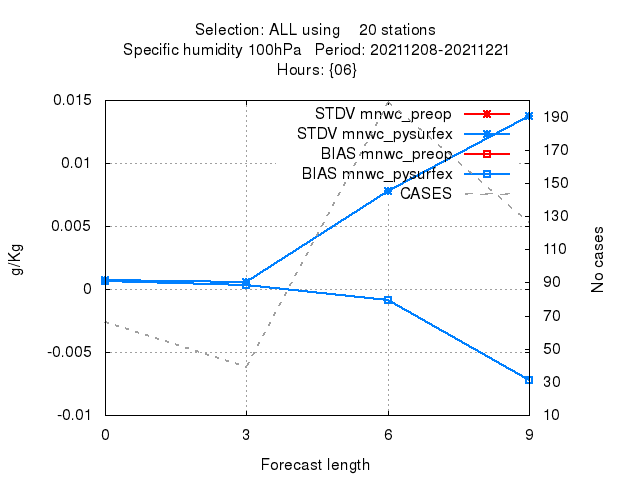 Selection: ALL using    20 stations
Specific humidity 100hPa   Period: 20211208-20211221
Hours: {06}
STDV mnwc_preop
STDV mnwc_pysurfex
BIAS mnwc_preop
BIAS mnwc_pysurfex
CASES
0.015
0.01
0.005
0
-0.005
-0.01
g/Kg
190
170
150
130
110
90
70
50
30
10
No cases
0 3 6 9
Forecast length